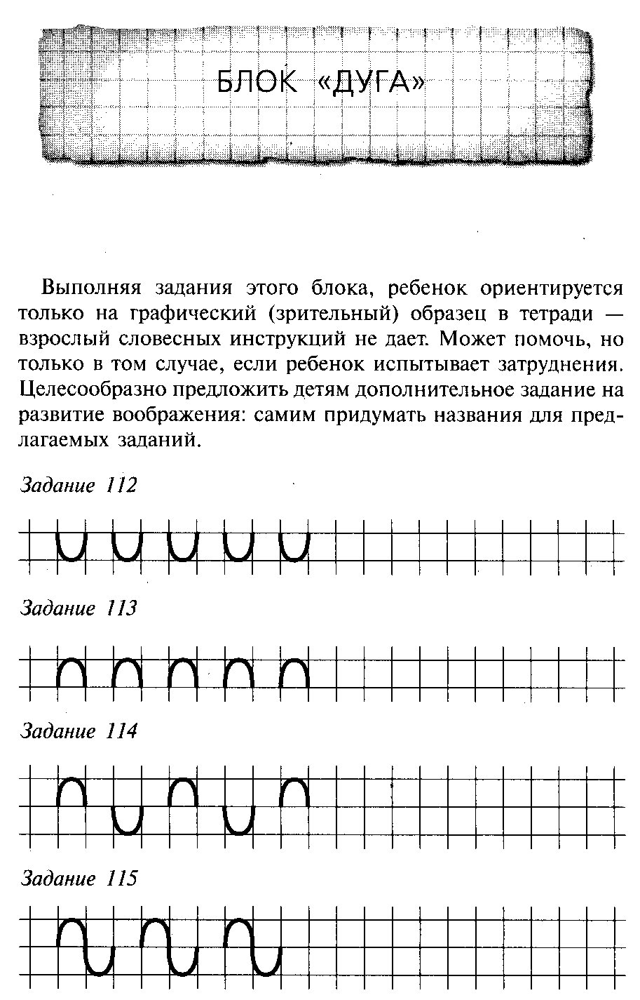 БЛОК «ДУГА»
Выполняя задания этого блока, ребенок ориентируется
только на графический (зрительный) образец в тетради —
взрослый словесных инструкций не дает. Может помочь, но
только в том случае, если ребенок испытывает затруднения.
Целесообразно предложить детям дополнительное задание на
развитие воображения: самим придумать названия для пред-
лагаемых заданий.
Задание 112
Задание 113
Задание 114
Задание 115